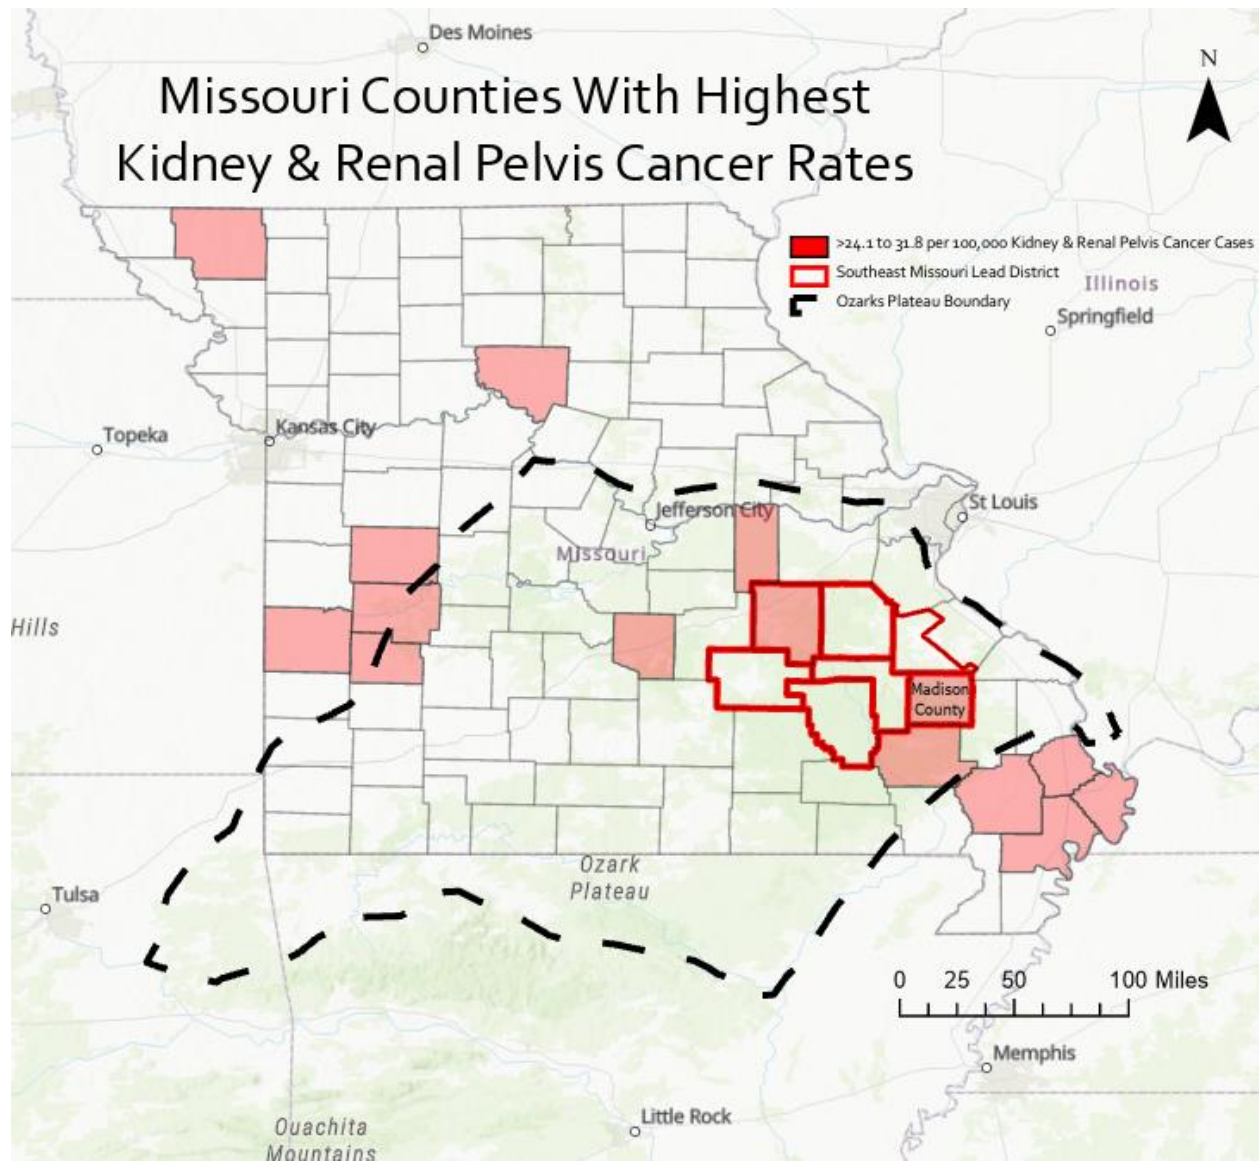 Des Moines
N
Missouri Counties With Highest
Kidney & Renal Pelvis Cancer Rates
>24.1 to 31.8 per 100,000 Kidney & Renal Pelvis Cancer Cases
Southeast Missouri Lead District
Illinois
Ozarks Plateau Boundary
Springfield
Kansas City
Topeka
St Louis
Jefferson City
Missouri
Hills
Madison
County
Ozark
Plateau
Tulsa
0 25 50 100 Miles
Memphis
Little Rock
Ouachita
Mountains